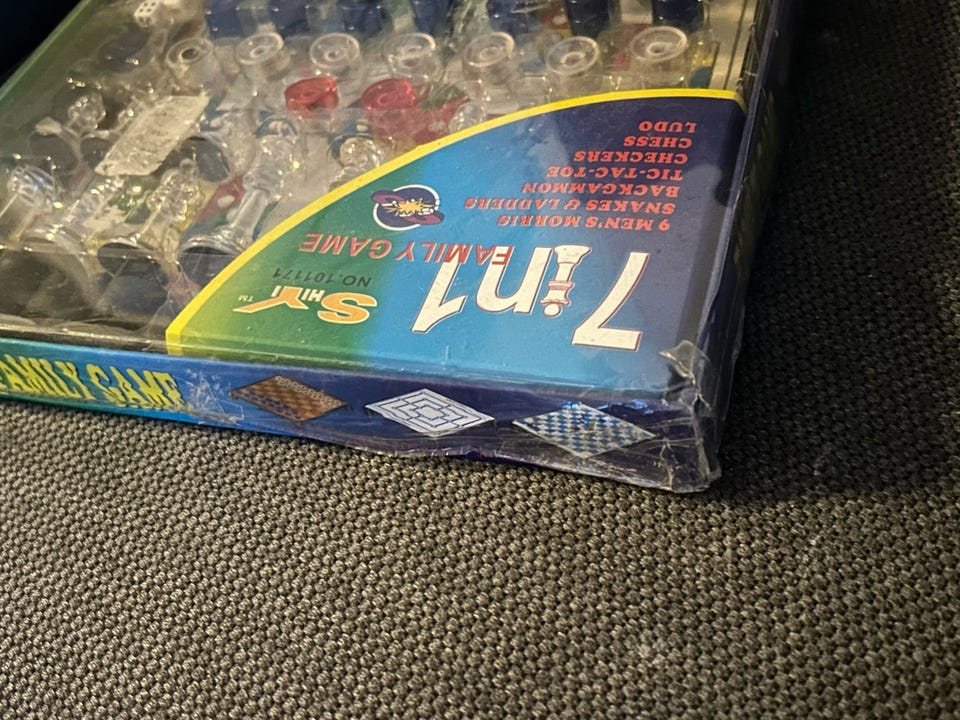 7in1
FAMILY GAME
9 MEN'S MORRIS
SNAKES & LADDERS
BACKGAMMON
TIC-TAC-TOE
CHECKERS
CHESS
LUDO
SHIYI TM
NO.101171
FAMILY GAME